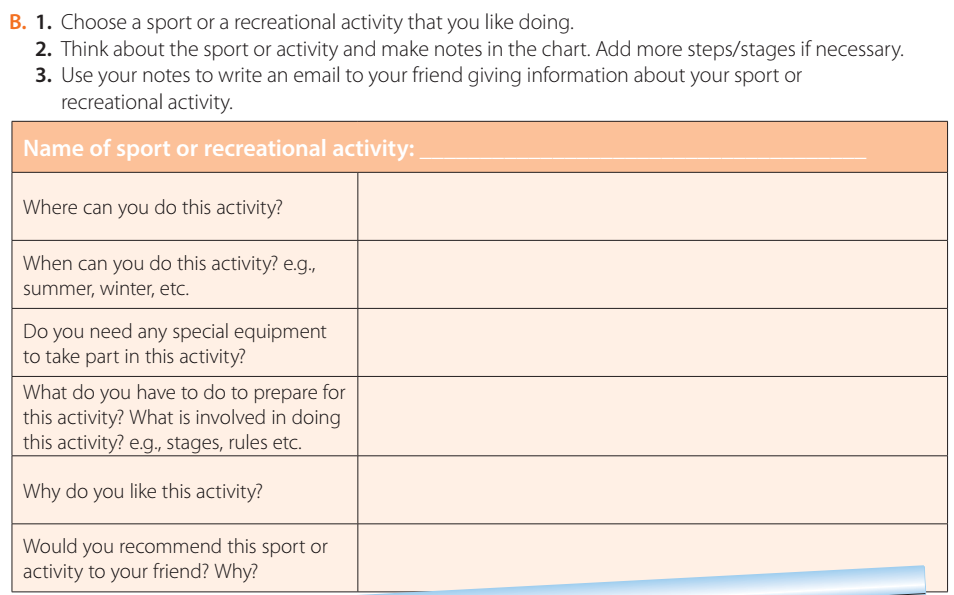 B. 1. Choose a sport or a recreational activity that you like doing.
2. Think about the sport or activity and make notes in the chart. Add more steps/stages if necessary.
3. Use your notes to write an email to your friend giving information about your sport or
recreational activity.
Name of sport or recreational activity: ____________________
Where can you do this activity?
When can you do this activity? e.g.,
summer, winter, etc.
Do you need any special equipment
to take part in this activity?
What do you have to do to prepare for
this activity? What is involved in doing
this activity? e.g., stages, rules etc.
Why do you like this activity?
Would you recommend this sport or
activity to your friend? Why?